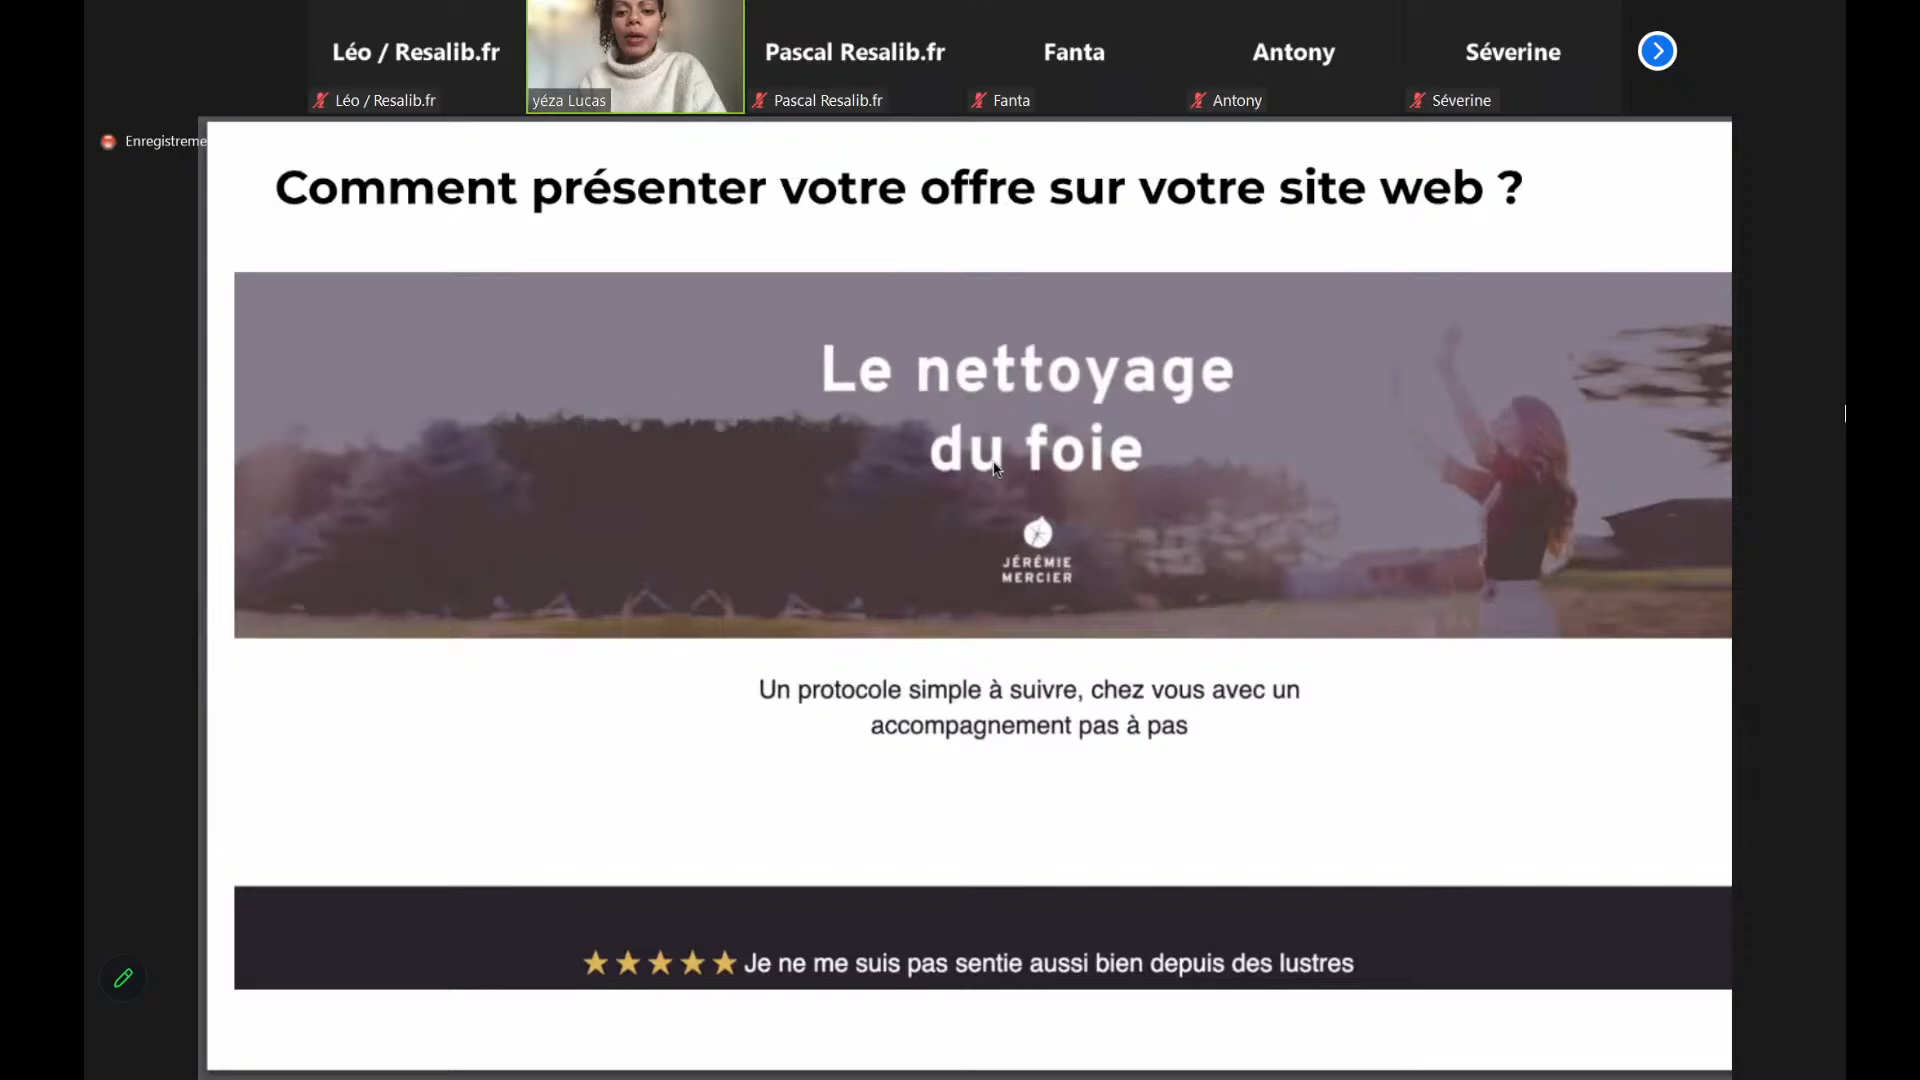 Léo / Resalib.fr
Pascal Resalib.fr
Fanta
Antony
Séverine
Léo / Resalib.fr
yéza Lucas
Pascal Resalib.fr
Fanta
Antony
Séverine
Enregistreme
Comment présenter votre offre sur votre site web ?
Le nettoyage
du foie
JÉRÉMIE
MERCIER
Un protocole simple à suivre, chez vous avec un
accompagnement pas à pas
Je ne me suis pas sentie aussi bien depuis des lustres